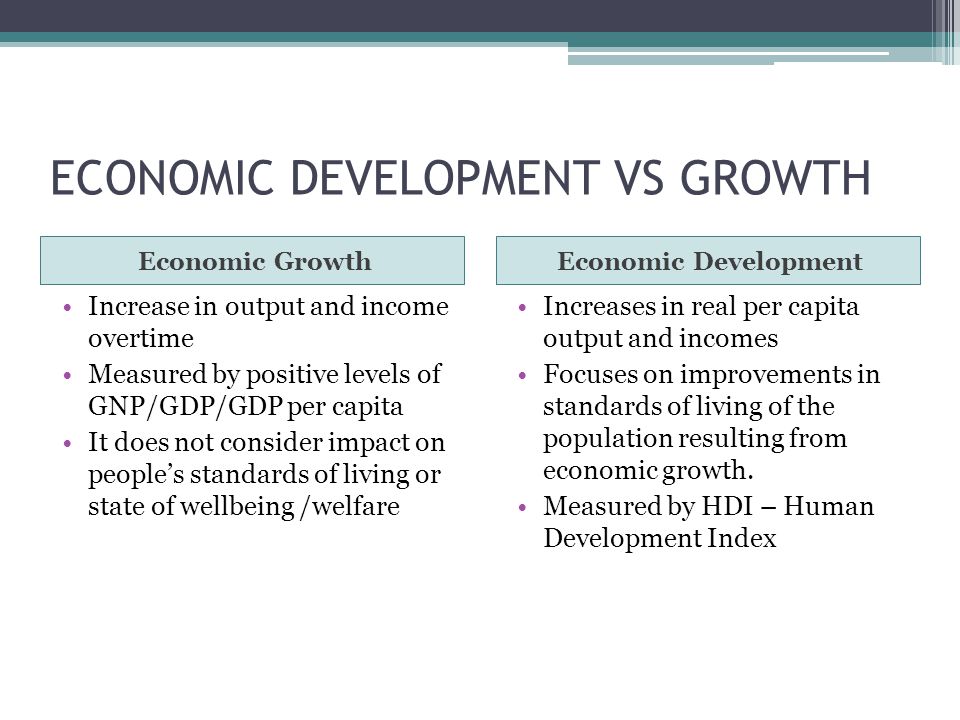 ECONOMIC DEVELOPMENT VS GROWTH
Economic Growth
• Increase in output and income
overtime
• Measured by positive levels of
GNP/GDP/GDP per capita
• It does not consider impact on
people’s standards of living or
state of wellbeing /welfare
Economic Development
• Increases in real per capita
output and incomes
• Focuses on improvements in
standards of living of the
population resulting from
economic growth.
• Measured by HDI – Human
Development Index